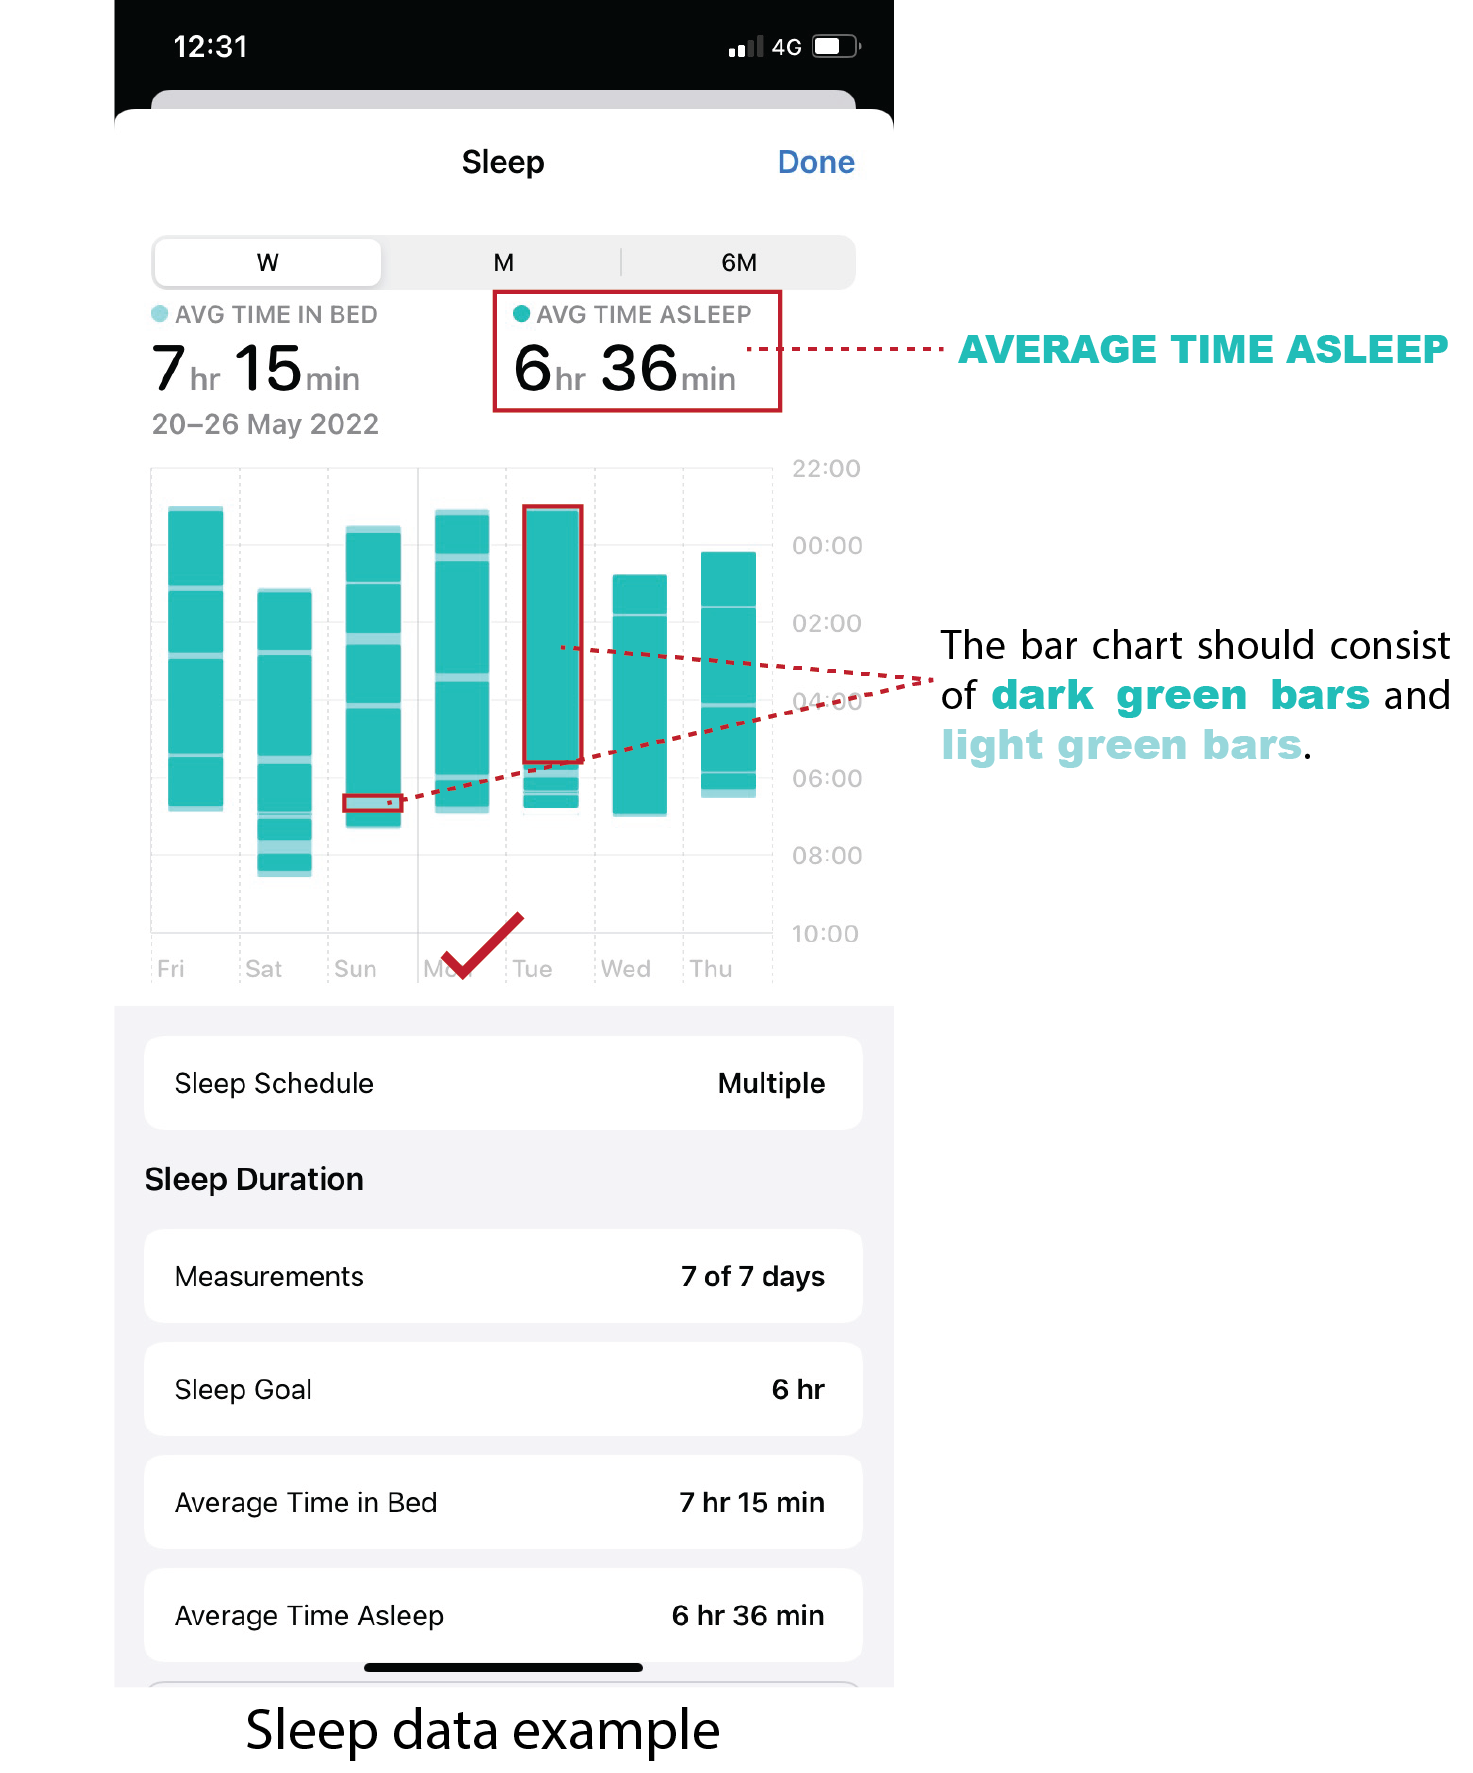 12:31
4G
Sleep
Done
W
M
6M
AVG TIME IN BED
AVG TIME ASLEEP
7 hr 15 min
6 hr 36 min
AVERAGE TIME ASLEEP
20–26 May 2022
22:00
00:00
02:00
04:00
06:00
08:00
10:00
The bar chart should consist
of dark green bars and
light green bars.
Fri
Sat
Sun
Mon
Tue
Wed
Thu
Sleep Schedule
Multiple
Sleep Duration
Measurements
7 of 7 days
Sleep Goal
6 hr
Average Time in Bed
7 hr 15 min
Average Time Asleep
6 hr 36 min
Sleep data example